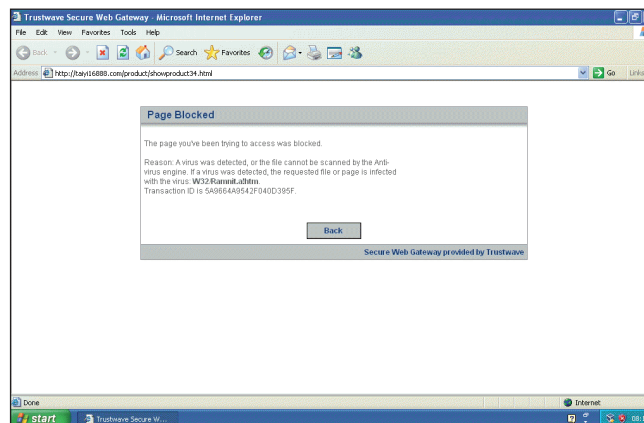 Trustwave Secure Web Gateway - Microsoft Internet Explorer
File Edit View Favorites Tools Help
Back Search Favorites
Address http://taiyi16888.com/product/showproduct34.html Go Links
Page Blocked
The page you've been trying to access was blocked.
Reason: A virus was detected, or the file cannot be scanned by the Anti-
virus engine. If a virus was detected, the requested file or page is infected
with the virus: W32/Ramnit.a!htm.
Transaction ID is 5A9864A9542F040D395F.
Back
Secure Web Gateway provided by Trustwave
Done Internet
start Trustwave Secure W...